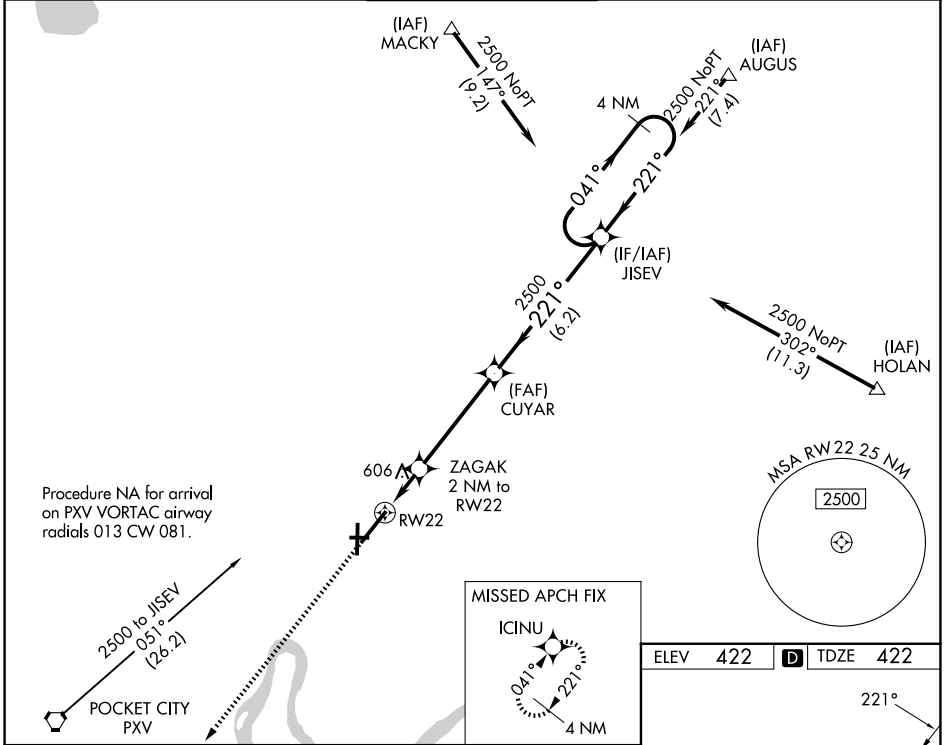 (IAF)
MACKY
2500 NoPT
147°
(9.2)
(IAF)
AUGUS
2500 NoPT
221°
(7.4)
4 NM
041°
221°
(IF/IAF)
JISEV
2500
221°
(6.2)
2500 NoPT
302°
(11.3)
(IAF)
HOLAN
(FAF)
CUYAR
606
ZAGAK
2 NM to
RW22
RW22
MSA RW22 25 NM
2500
Procedure NA for arrival
on PXV VORTAC airway
radials 013 CW 081.
2500 to JISEV
051°
(26.2)
POCKET CITY
PXV
MISSED APCH FIX
ICINU
041°
221°
4 NM
ELEV 422 D TDZE 422
221°